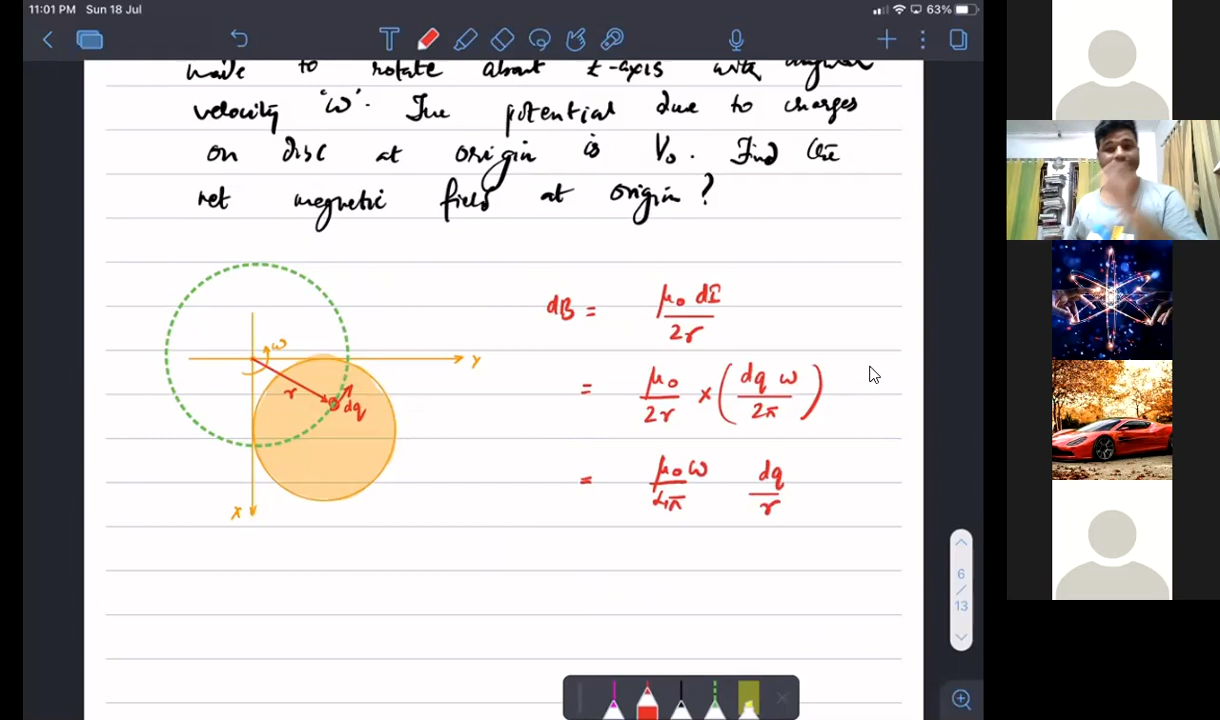 11:01 PM Sun 18 Jul
63%
made to rotate about z-axis with angular
velocity 'ω'. The potential due to charges
on disc at origin is V₀. Find the
net magnetic field at origin?
ω
Y
r
dq
X
dB = μ₀ dI / 2r
= μ₀ / 2r × (dq ω / 2π)
= μ₀ω / 4π dq / r
6
/
13